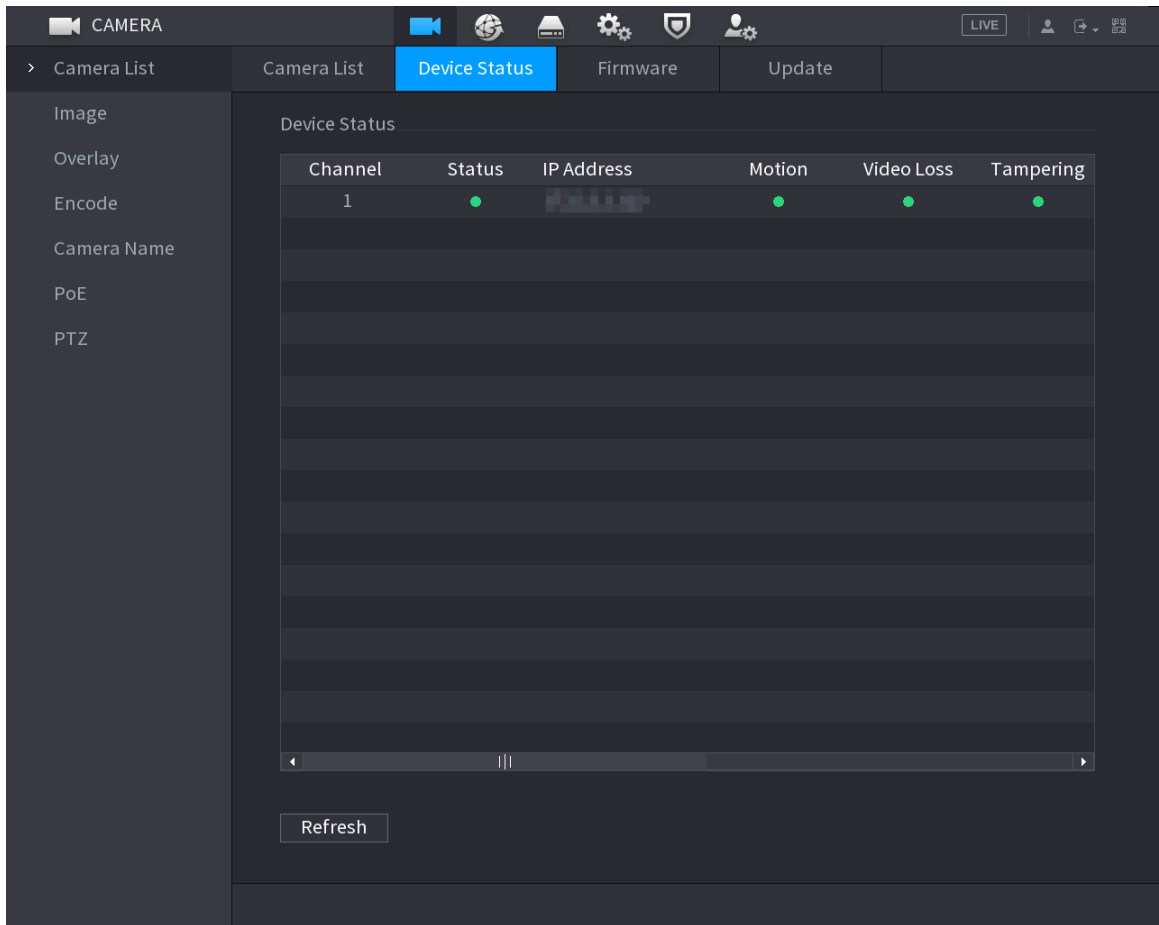 CAMERA
LIVE
Camera List
Image
Overlay
Encode
Camera Name
PoE
PTZ
Camera List Device Status Firmware Update
Device Status
Channel Status IP Address Motion Video Loss Tampering
1
Refresh